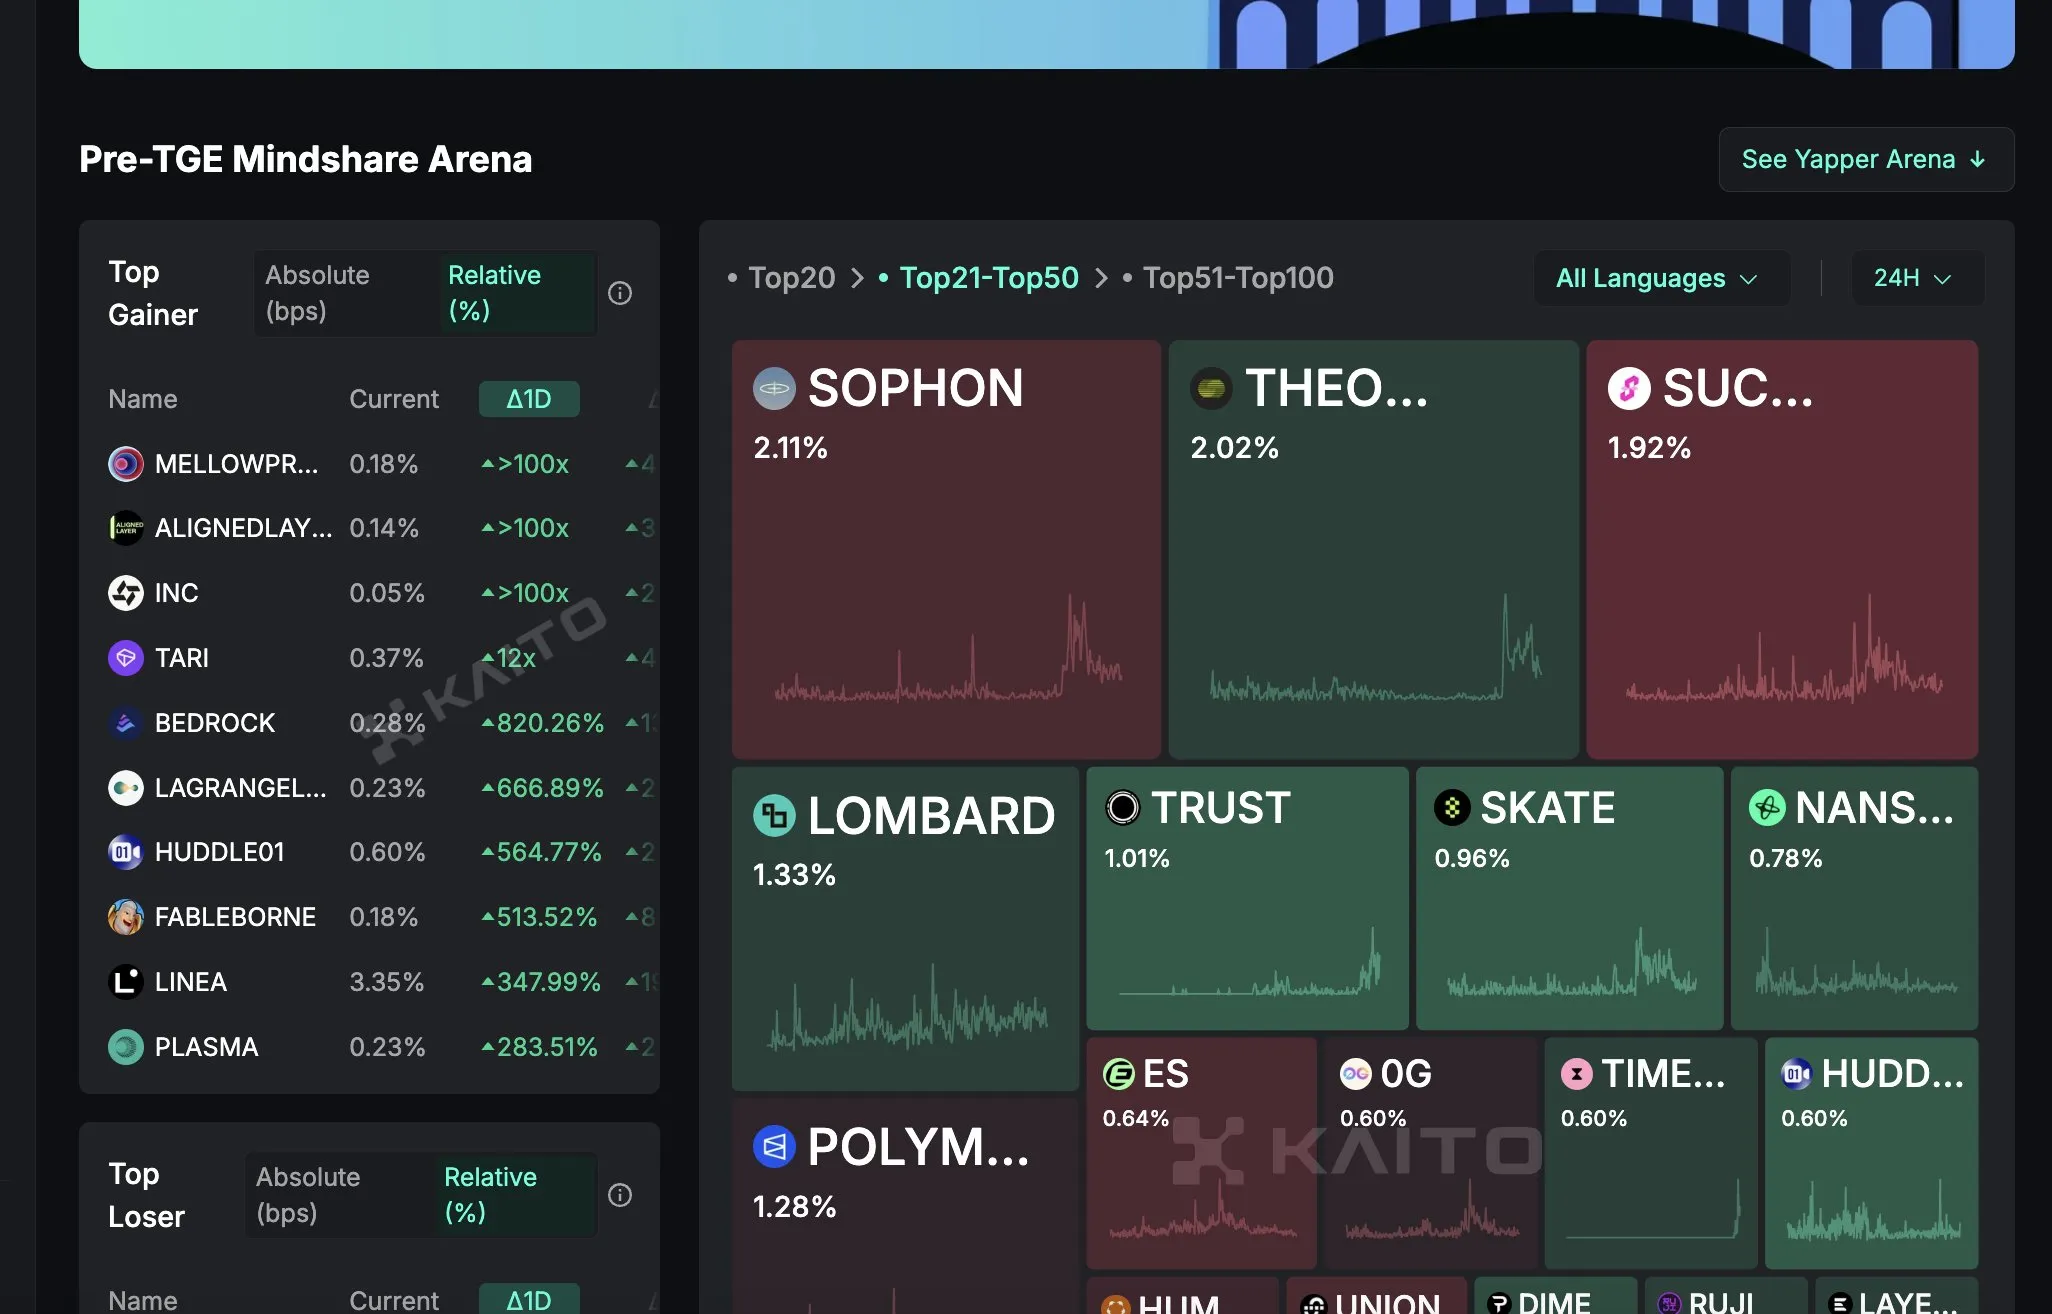 Pre-TGE Mindshare Arena
See Yapper Arena ↓
Top Gainer
Absolute (bps)
Relative (%)
Name Current Δ1D
MELLOWPR... 0.18% >100x
ALIGNED LAYER
ALIGNEDLAY... 0.14% >100x
INC 0.05% >100x
TARI 0.37% 12x
BEDROCK 0.28% 820.26%
LAGRANGEL... 0.23% 666.89%
01
HUDDLE01 0.60% 564.77%
FABLEBORNE 0.18% 513.52%
LINEA 3.35% 347.99%
PLASMA 0.23% 283.51%
KAITO
Top Loser
Absolute (bps)
Relative (%)
Name Current Δ1D
• Top20 > • Top21-Top50 > • Top51-Top100
All Languages
24H
SOPHON
2.11%
THEO...
2.02%
SUC...
1.92%
LOMBARD
1.33%
TRUST
1.01%
SKATE
0.96%
NANS...
0.78%
POLYM...
1.28%
ES
0.64%
0G
0.60%
TIME...
0.60%
01
HUDD...
0.60%
KAITO
HUM
UNION
DIME
RUJI
LAYE...